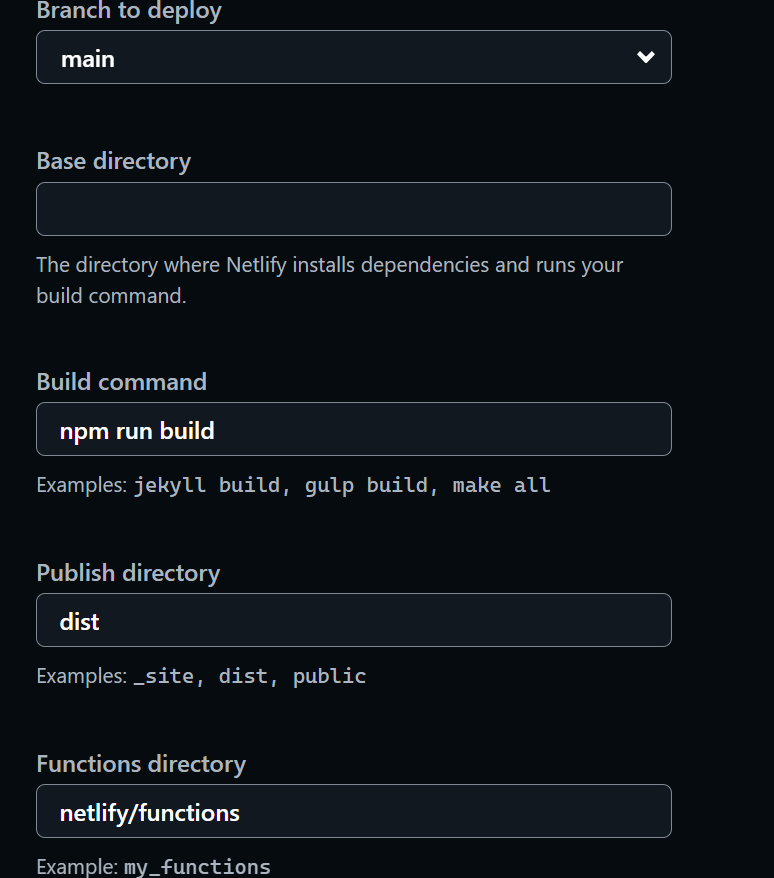 Branch to deploy
main
Base directory
The directory where Netlify installs dependencies and runs your
build command.
Build command
npm run build
Examples: jekyll build, gulp build, make all
Publish directory
dist
Examples: _site, dist, public
Functions directory
netlify/functions
Example: my_functions